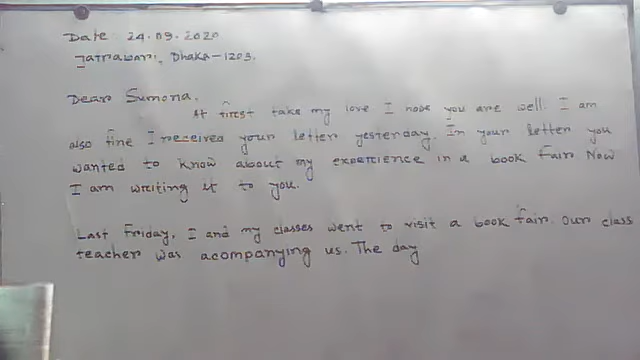 Date: 24.09.2020
Jatrabari, Dhaka-1203.
Dear Sumona,
At first take my love I hope you are well. I am
also fine I received your letter yesterday. In your letter you
wanted to know about my experience in a book fair Now
I am writing it to you.
Last Friday, I and my classes went to visit a book fair. Our class
teacher was acompanying us. The day